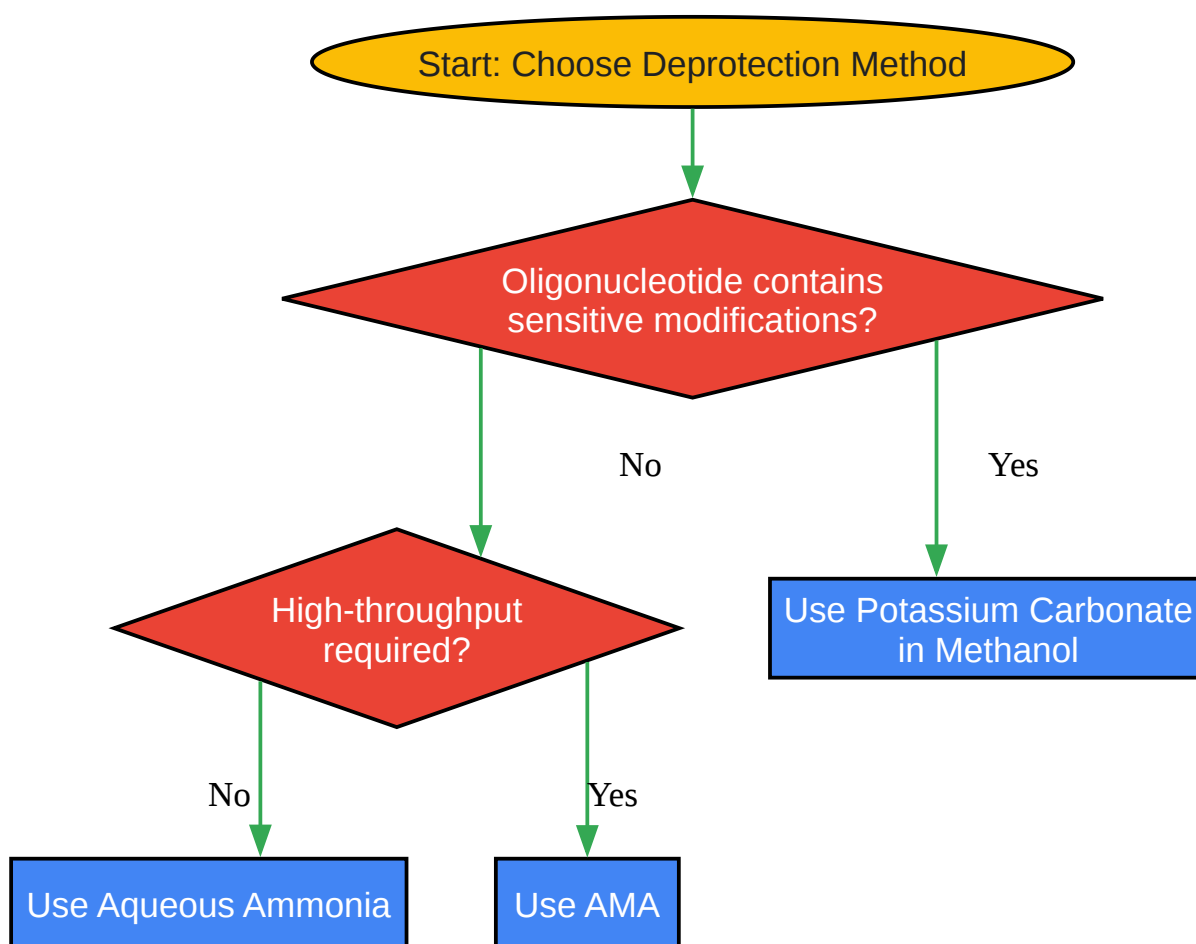 Start: Choose Deprotection Method
Oligonucleotide contains
sensitive modifications?
No
Yes
High-throughput
required?
Use Potassium Carbonate
in Methanol
No
Yes
Use Aqueous Ammonia
Use AMA